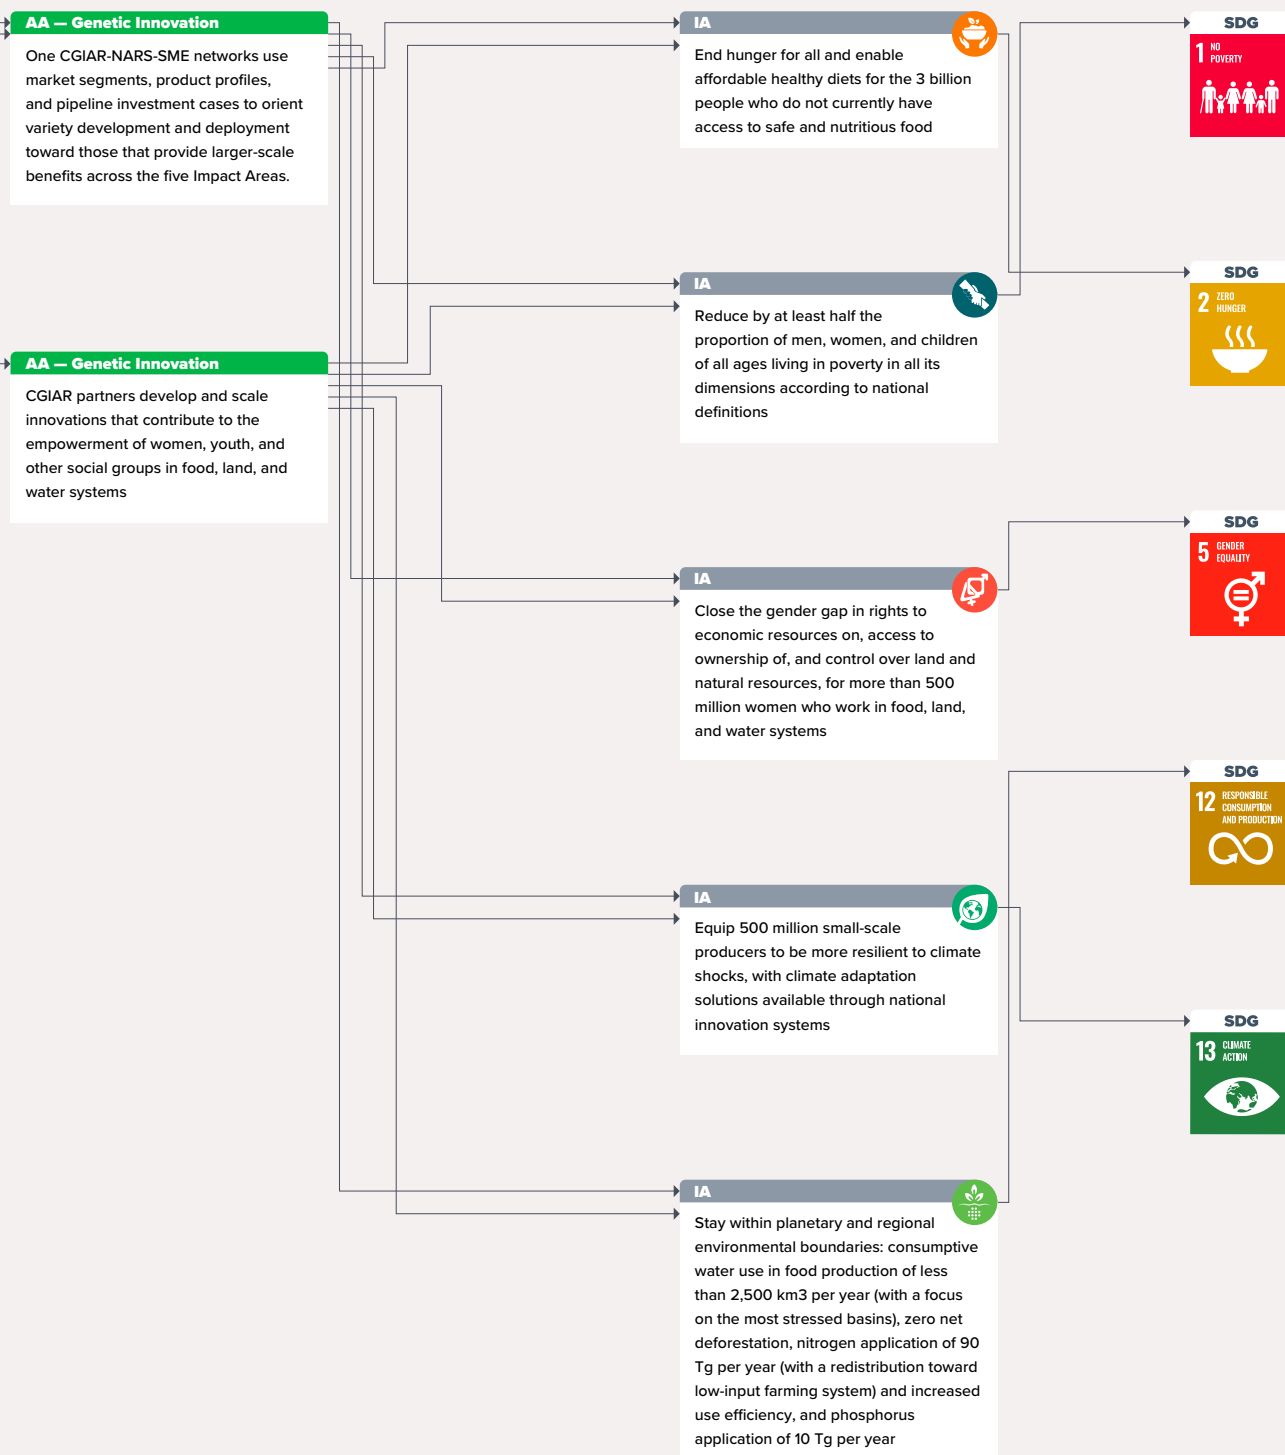 AA — Genetic Innovation
One CGIAR-NARS-SME networks use
market segments, product profiles,
and pipeline investment cases to orient
variety development and deployment
toward those that provide larger-scale
benefits across the five Impact Areas.
AA — Genetic Innovation
CGIAR partners develop and scale
innovations that contribute to the
empowerment of women, youth, and
other social groups in food, land, and
water systems
IA
End hunger for all and enable
affordable healthy diets for the 3 billion
people who do not currently have
access to safe and nutritious food
IA
Reduce by at least half the
proportion of men, women, and children
of all ages living in poverty in all its
dimensions according to national
definitions
IA
Close the gender gap in rights to
economic resources on, access to
ownership of, and control over land and
natural resources, for more than 500
million women who work in food, land,
and water systems
IA
Equip 500 million small-scale
producers to be more resilient to climate
shocks, with climate adaptation
solutions available through national
innovation systems
IA
Stay within planetary and regional
environmental boundaries: consumptive
water use in food production of less
than 2,500 km3 per year (with a focus
on the most stressed basins), zero net
deforestation, nitrogen application of 90
Tg per year (with a redistribution toward
low-input farming system) and increased
use efficiency, and phosphorus
application of 10 Tg per year
SDG
1 NO
POVERTY
SDG
2 ZERO
HUNGER
SDG
5 GENDER
EQUALITY
SDG
12 RESPONSIBLE
CONSUMPTION
AND PRODUCTION
SDG
13 CLIMATE
ACTION